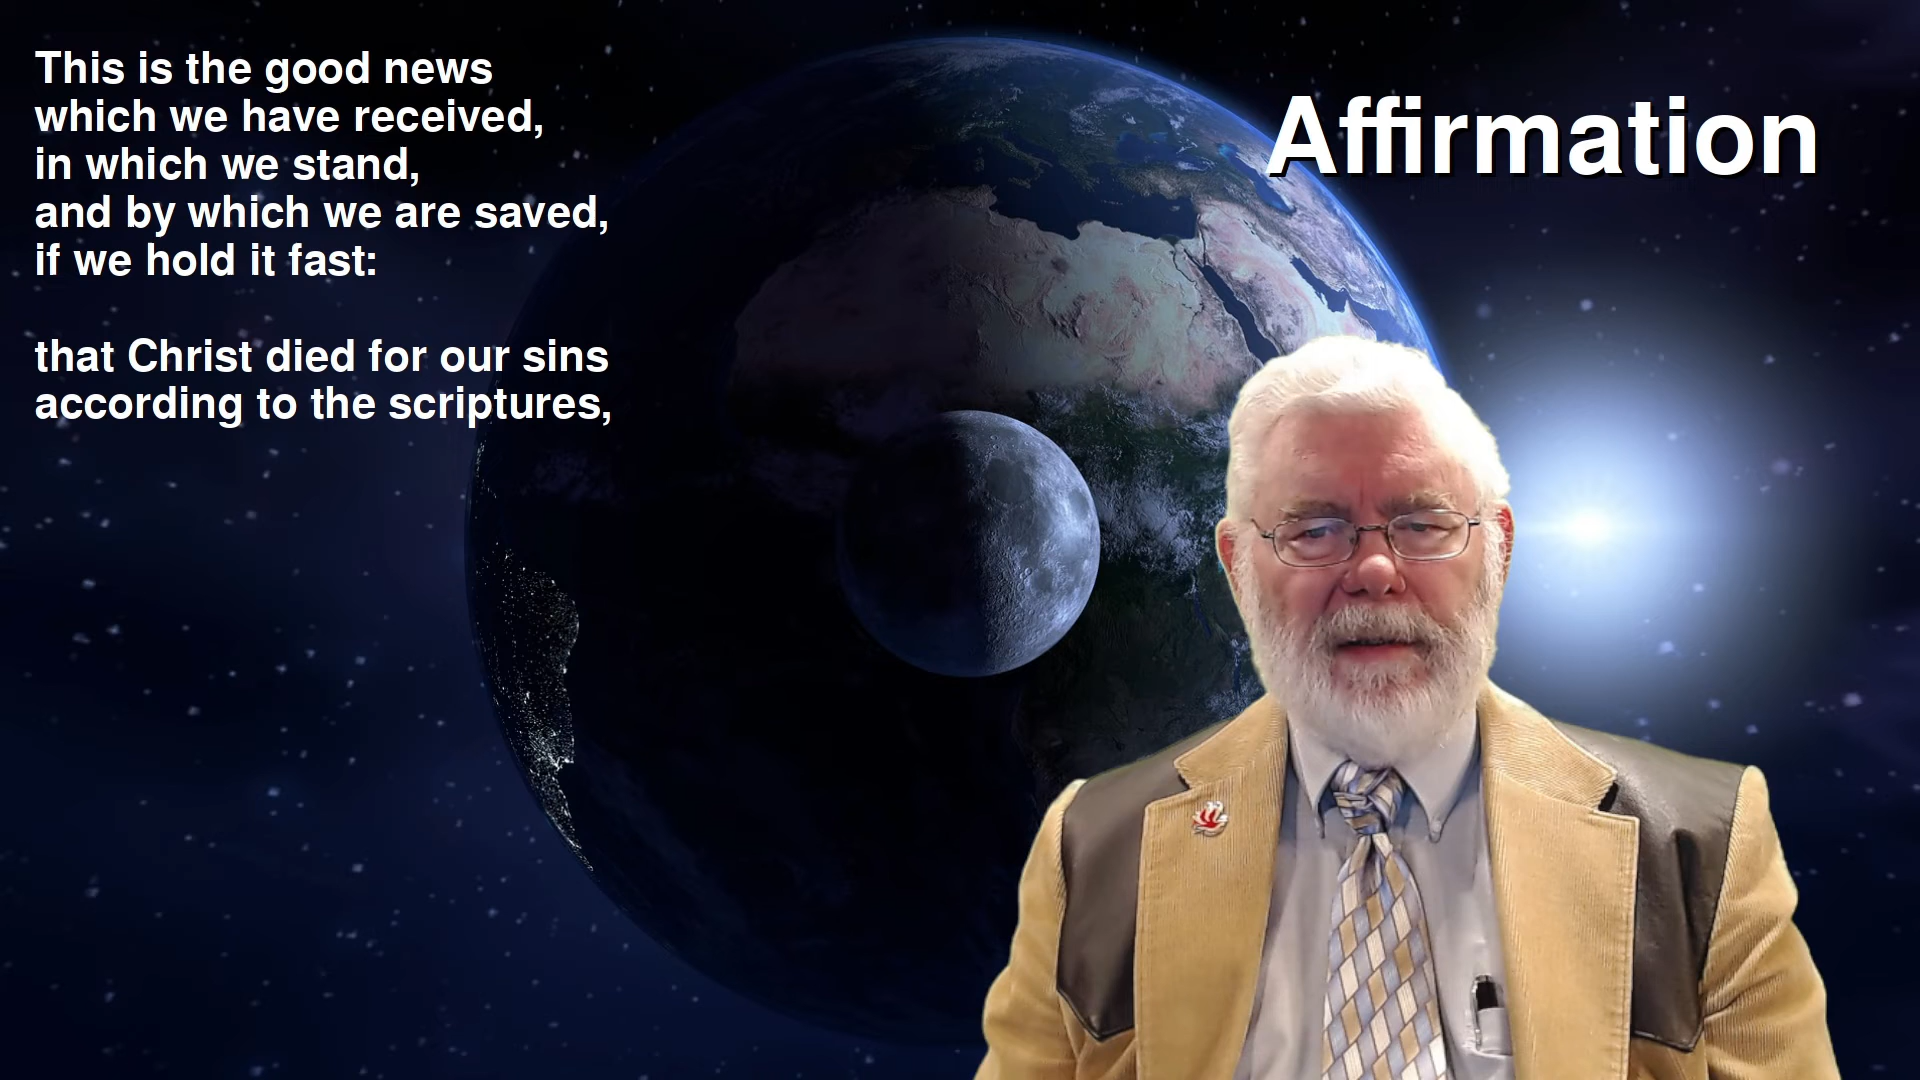 This is the good news
which we have received,
in which we stand,
and by which we are saved,
if we hold it fast:
that Christ died for our sins
according to the scriptures,
Affirmation